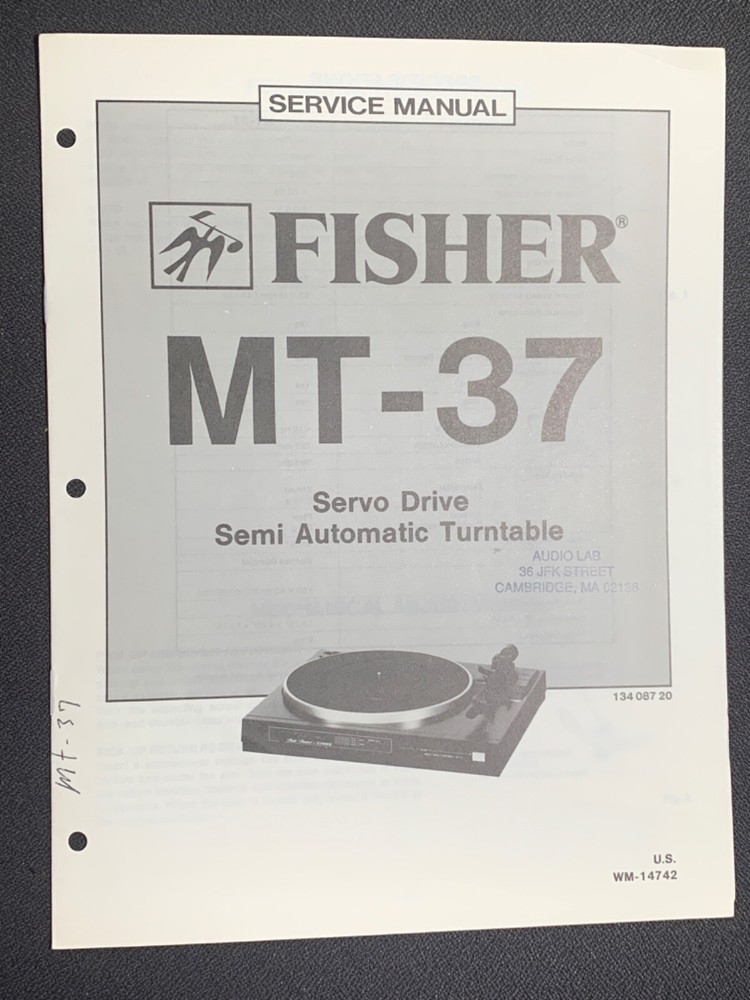 SERVICE MANUAL
FISHER®
MT-37
Servo Drive
Semi Automatic Turntable
AUDIO LAB
36 JFK STREET
CAMBRIDGE, MA 02138
134 087 20
mt-37
U.S.
WM-14742